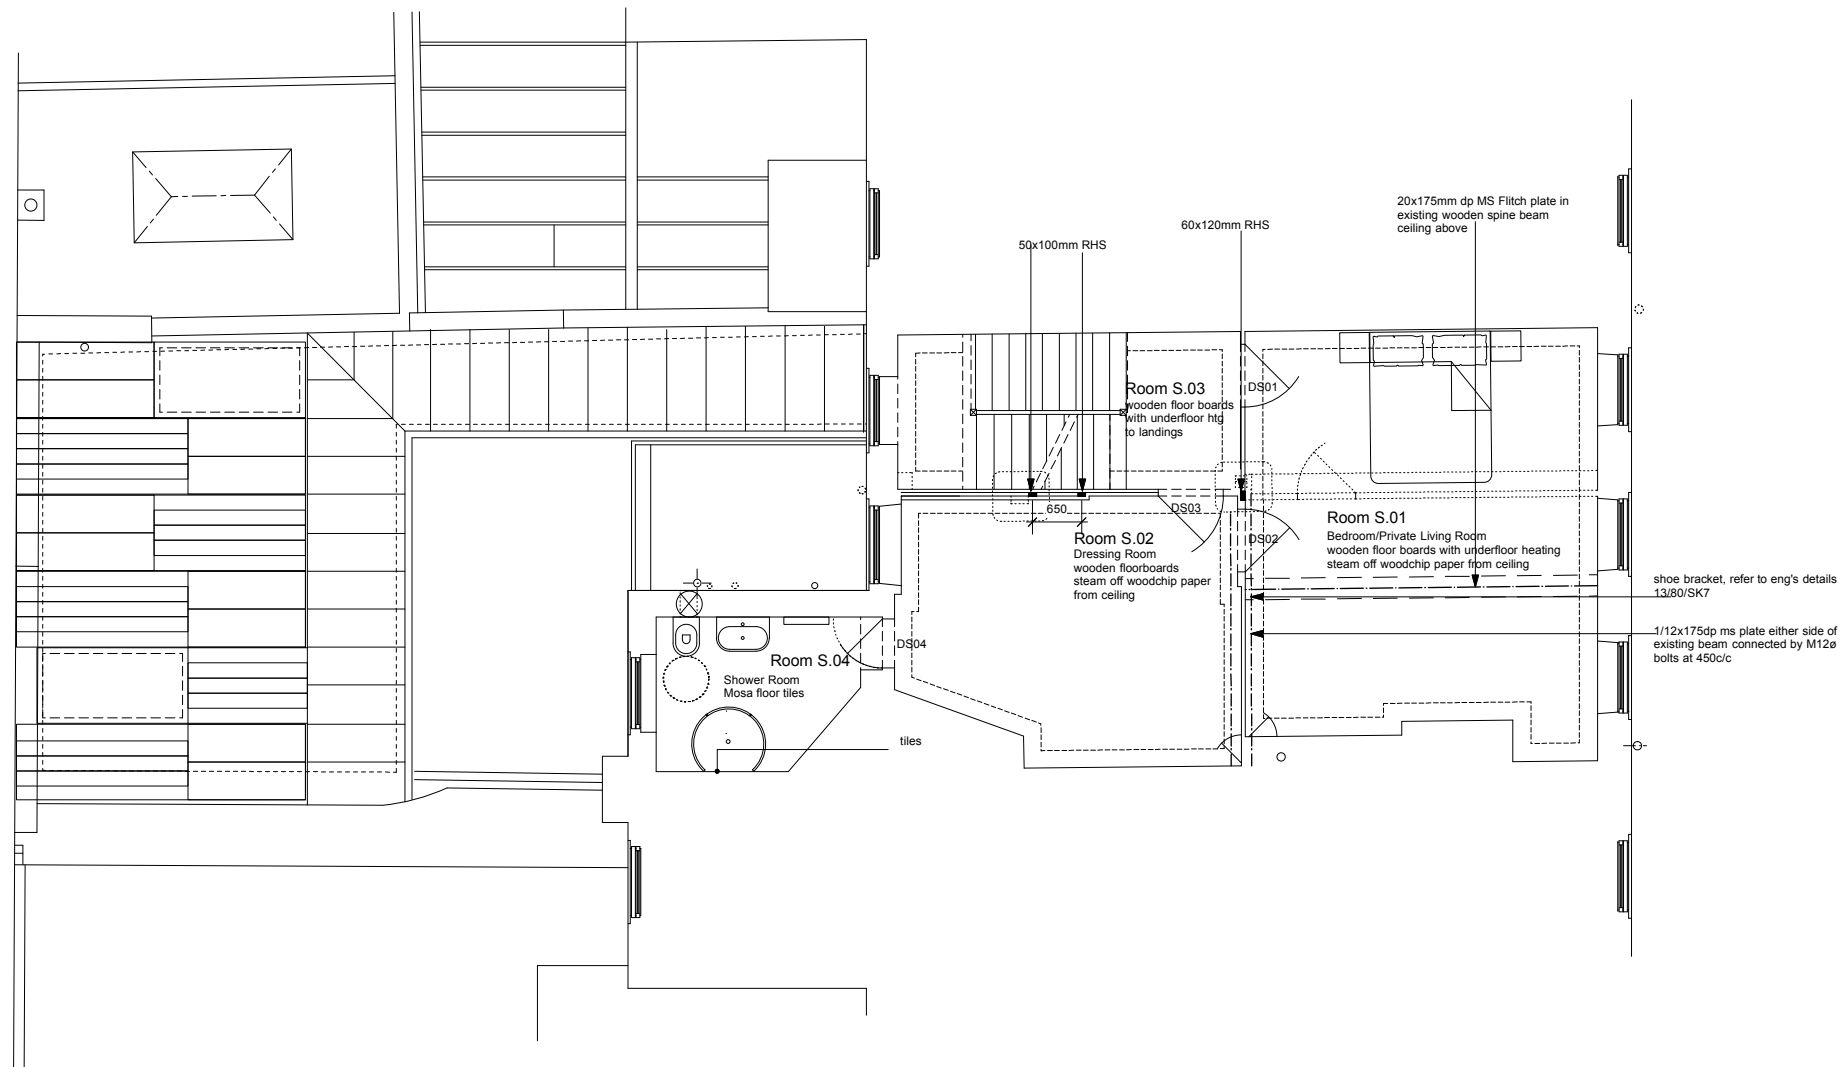 20x175mm dp MS Flitch plate in
existing wooden spine beam
ceiling above
60x120mm RHS
50x100mm RHS
Room S.03
wooden floor boards
with underfloor htg
to landings
DS01
650
DS03
Room S.02
Dressing Room
wooden floorboards
steam off woodchip paper
from ceiling
DS02
Room S.01
Bedroom/Private Living Room
wooden floor boards with underfloor heating
steam off woodchip paper from ceiling
shoe bracket, refer to eng's details
13/80/SK7
1/12x175dp ms plate either side of
existing beam connected by M12ø
bolts at 450c/c
DS04
Room S.04
Shower Room
Mosa floor tiles
tiles